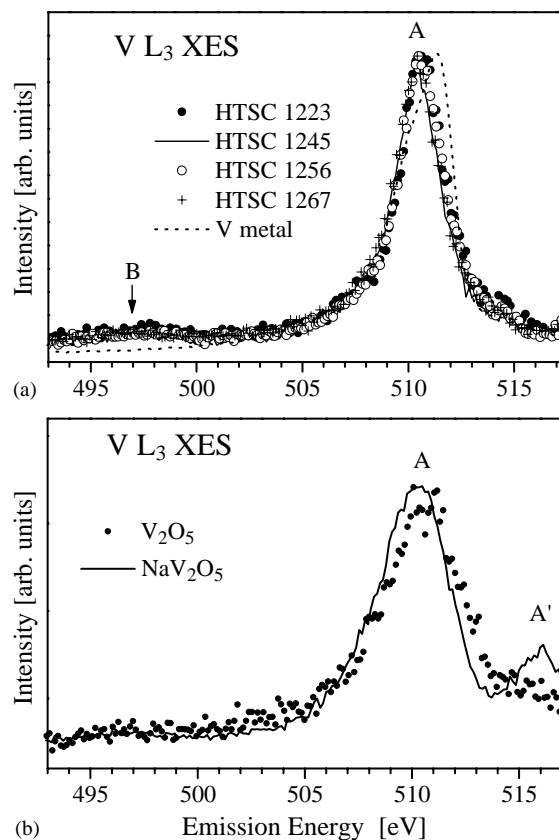 V L₃ XES
A
HTSC 1223
HTSC 1245
HTSC 1256
HTSC 1267
V metal
B
Intensity [arb. units]
495 500 505 510 515
(a)
V L₃ XES
A
V₂O₅
NaV₂O₅
A'
Intensity [arb. units]
495 500 505 510 515
(b) Emission Energy [eV]